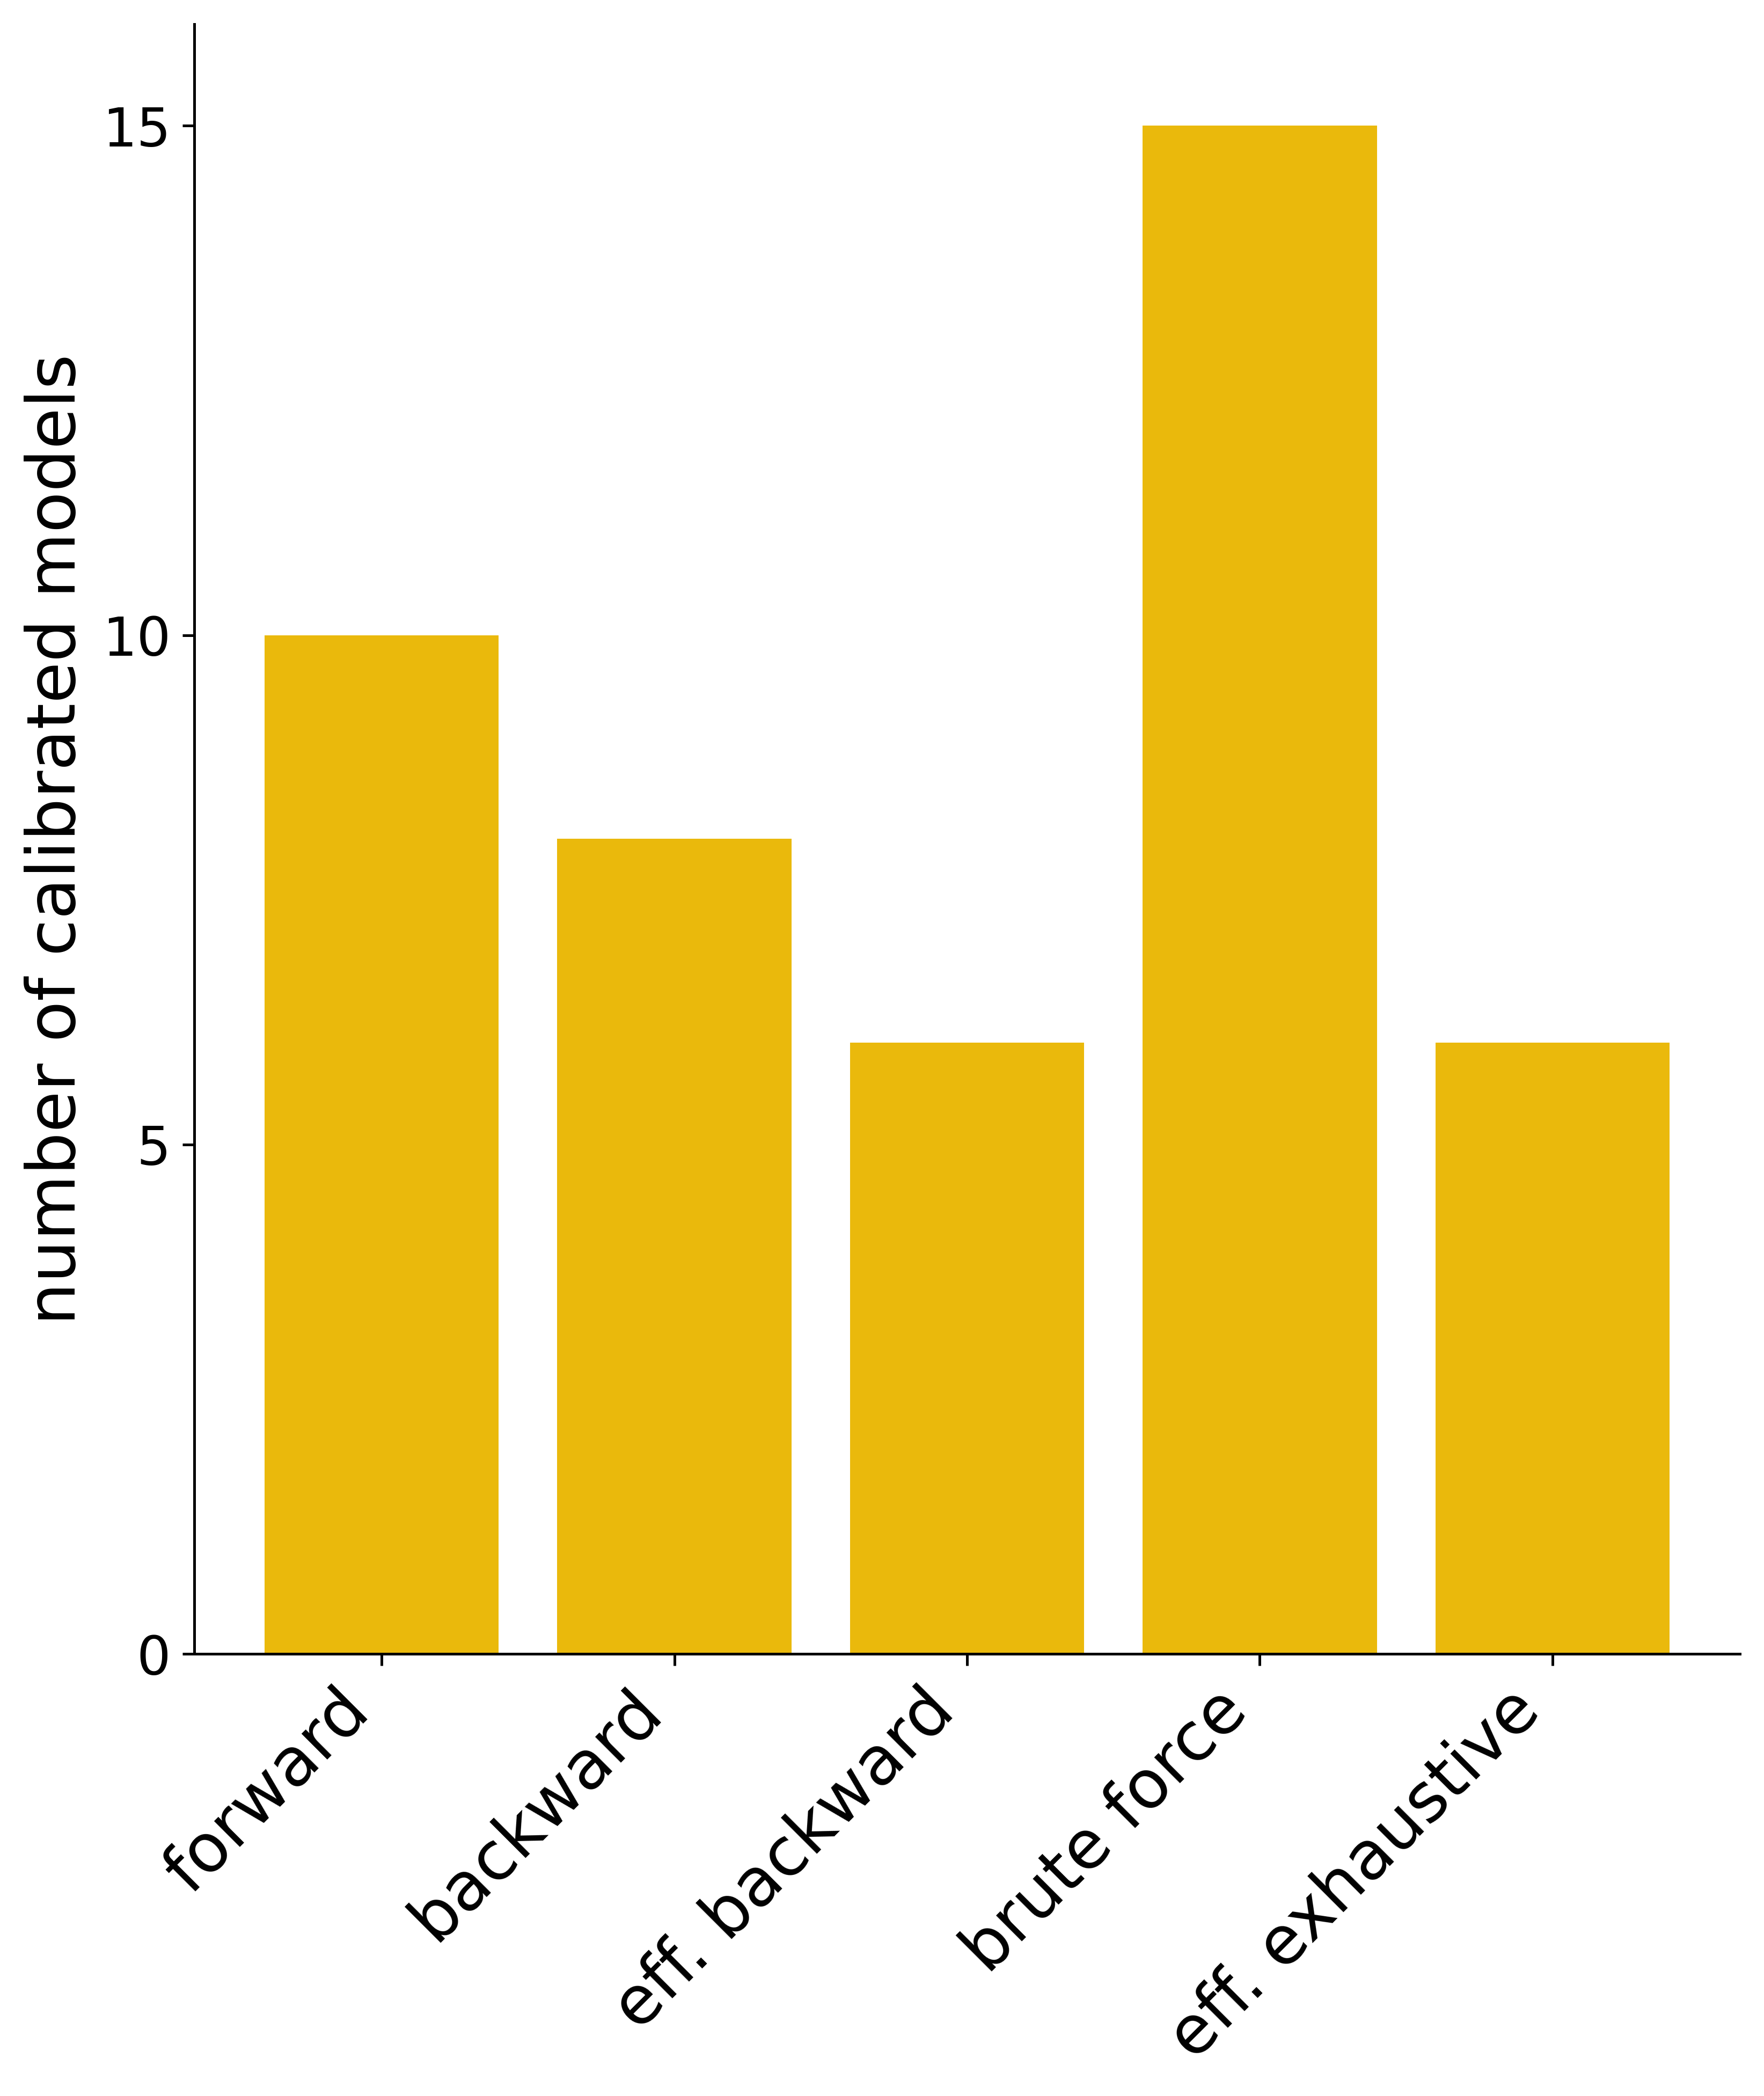 number of calibrated models
15
10
5
0
forward
backward
eff. backward
brute force
eff. exhaustive